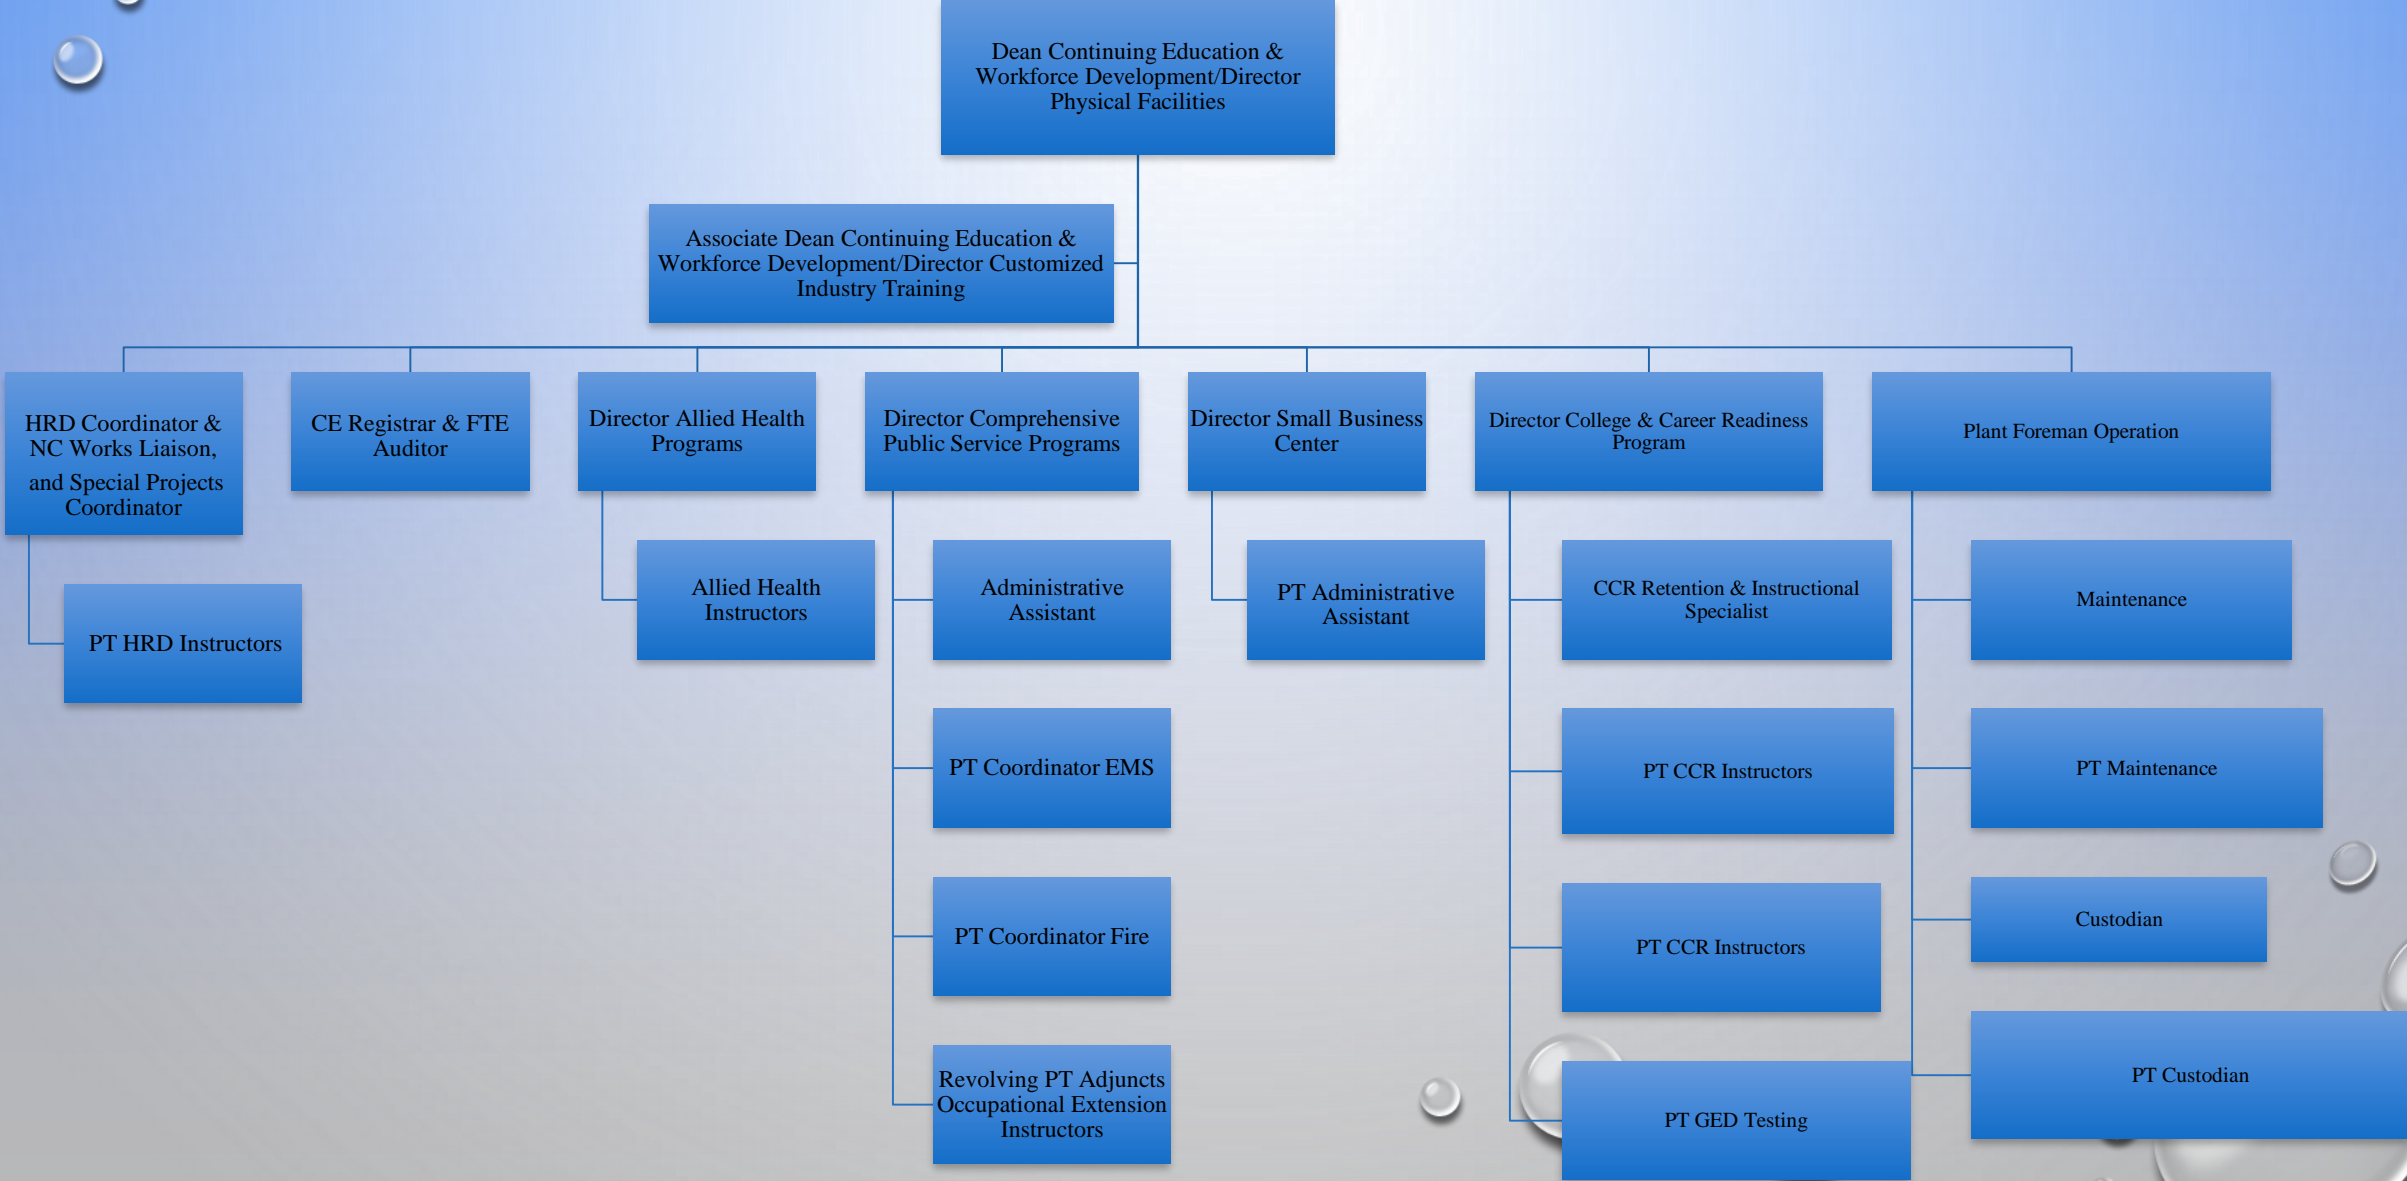 Dean Continuing Education &
Workforce Development/Director
Physical Facilities
Associate Dean Continuing Education &
Workforce Development/Director Customized
Industry Training
HRD Coordinator &
NC Works Liaison,
and Special Projects
Coordinator
CE Registrar & FTE
Auditor
Director Allied Health
Programs
Director Comprehensive
Public Service Programs
Director Small Business
Center
Director College & Career Readiness
Program
Plant Foreman Operation
PT HRD Instructors
Allied Health
Instructors
Administrative
Assistant
PT Coordinator EMS
PT Coordinator Fire
Revolving PT Adjuncts
Occupational Extension
Instructors
PT Administrative
Assistant
CCR Retention & Instructional
Specialist
PT CCR Instructors
PT CCR Instructors
PT GED Testing
Maintenance
PT Maintenance
Custodian
PT Custodian